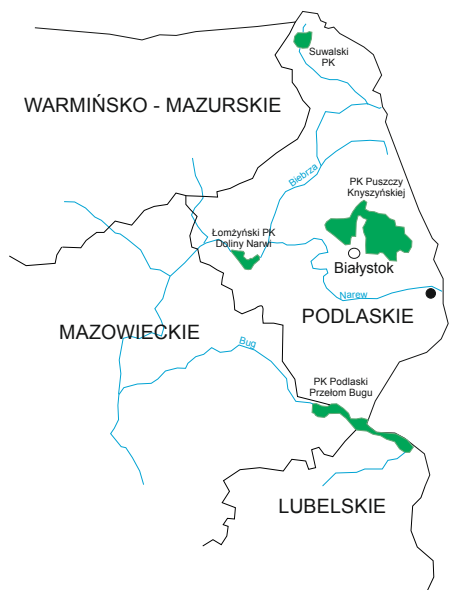 Suwalski
PK
WARMIŃSKO - MAZURSKIE
Biebrza
PK Puszczy
Knyszyńskiej
Łomżyński PK
Doliny Narwi
Białystok
Narew
PODLASKIE
MAZOWIECKIE
Bug
PK Podlaski
Przełom Bugu
LUBELSKIE